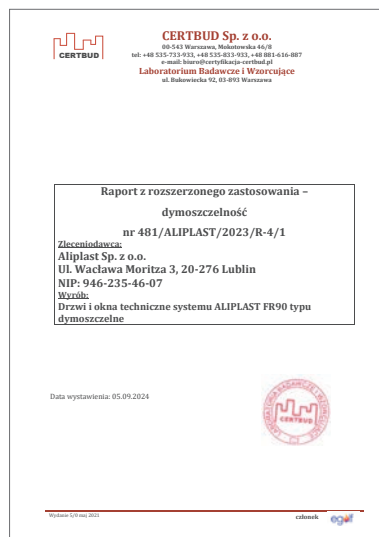 CERTBUD
CERTBUD Sp. z o.o.
00-543 Warszawa, Mokotowska 46/8
tel: +48 535-733-933, +48 535-833-933, +48 881-616-887
e-mail: biuro@certyfikacja-certbud.pl
Laboratorium Badawcze i Wzorcujące
ul. Bukowiecka 92, 03-893 Warszawa
Raport z rozszerzonego zastosowania –
dymoszczelność
nr 481/ALIPLAST/2023/R-4/1
Zleceniodawca:
Aliplast Sp. z o.o.
Ul. Wacława Moritza 3, 20-276 Lublin
NIP: 946-235-46-07
Wyrób:
Drzwi i okna techniczne systemu ALIPLAST FR90 typu
dymoszczelne
Data wystawienia: 05.09.2024
LABORATORIUM BADAWCZE I WZORCUJĄCE
CERTBUD
Wydanie 5/0 maj 2021
członek
egolf